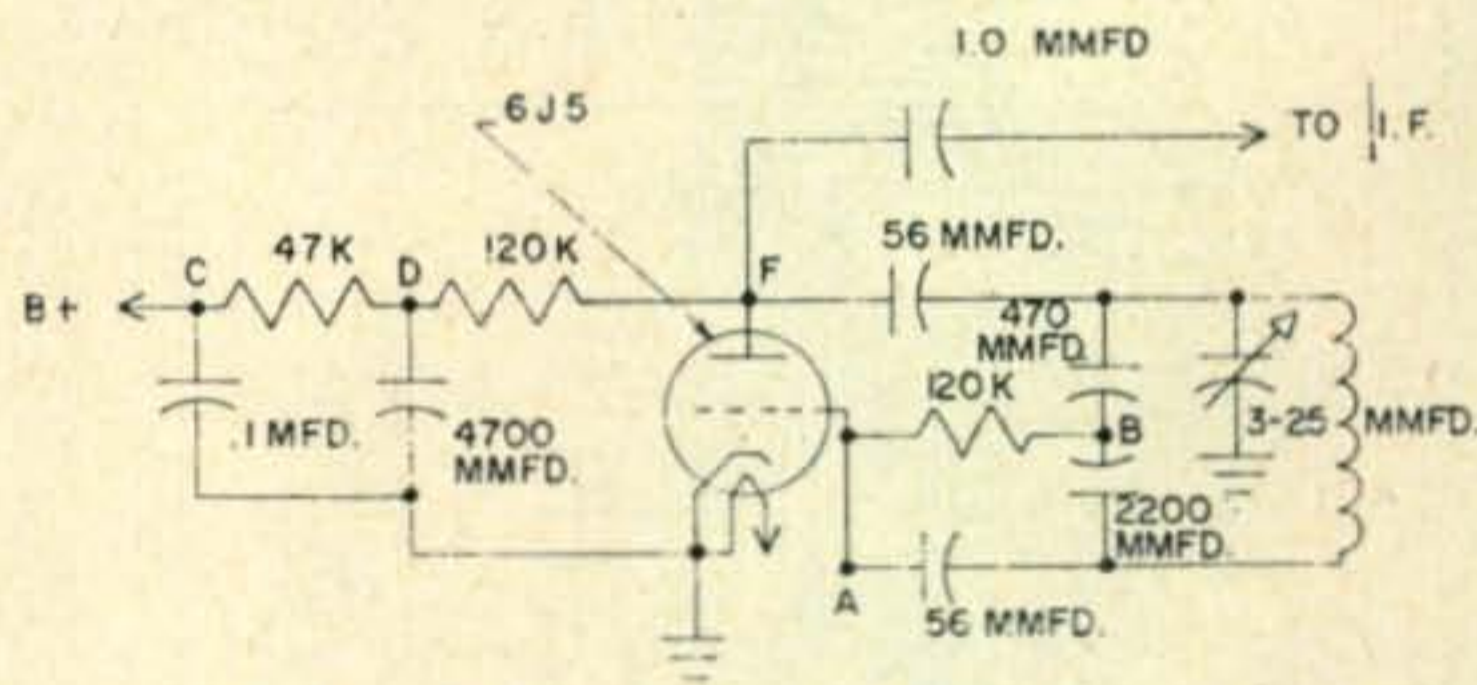 1.0 MMFD
6J5
TO I.F.
56 MMFD.
47K
120K
C
D
F
B+
470
MMFD.
120K
.1 MFD.
4700
MMFD.
B
3-25 MMFD.
2200
MMFD.
A
56 MMFD.